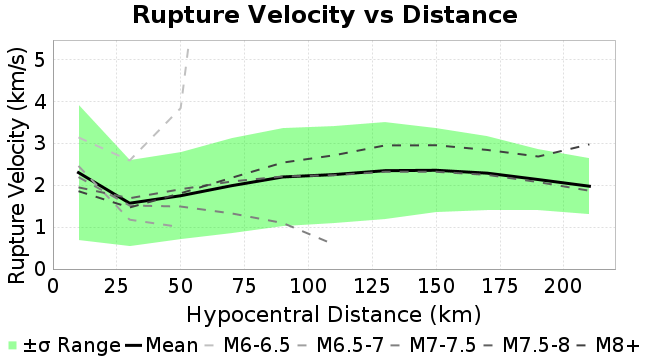 Rupture Velocity vs Distance
Rupture Velocity (km/s)
5
4
3
2
1
0
0 25 50 75 100 125 150 175 200
Hypocentral Distance (km)
±σ Range Mean M6-6.5 M6.5-7 M7-7.5 M7.5-8 M8+